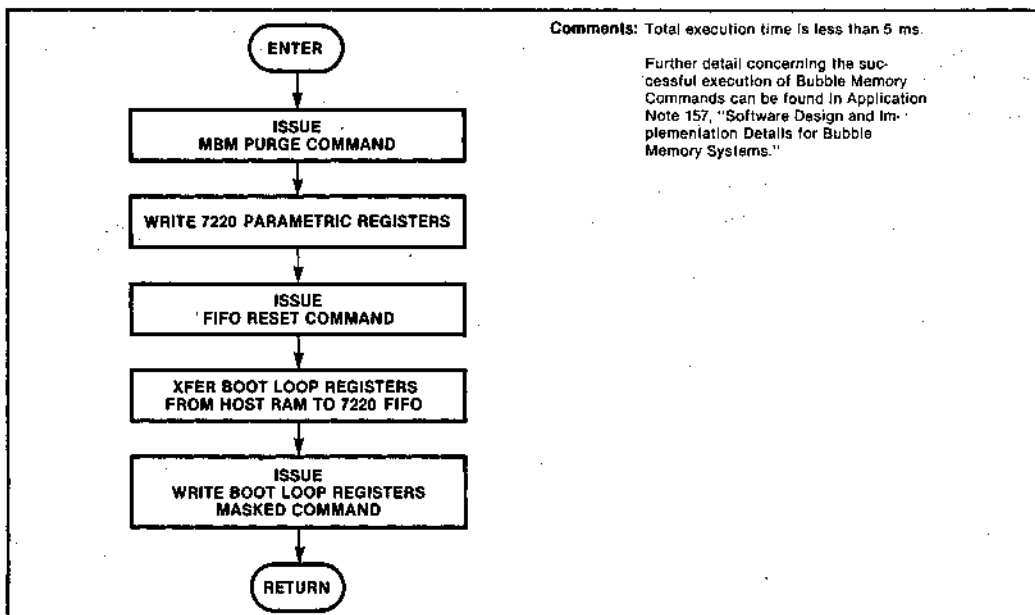 ENTER
ISSUE
MBM PURGE COMMAND
WRITE 7220 PARAMETRIC REGISTERS
ISSUE
FIFO RESET COMMAND
XFER BOOT LOOP REGISTERS
FROM HOST RAM TO 7220 FIFO
ISSUE
WRITE BOOT LOOP REGISTERS
MASKED COMMAND
RETURN
Comments: Total execution time is less than 5 ms.
Further detail concerning the suc-
cessful execution of Bubble Memory
Commands can be found in Application
Note 157, "Software Design and Im-
plementation Details for Bubble
Memory Systems."